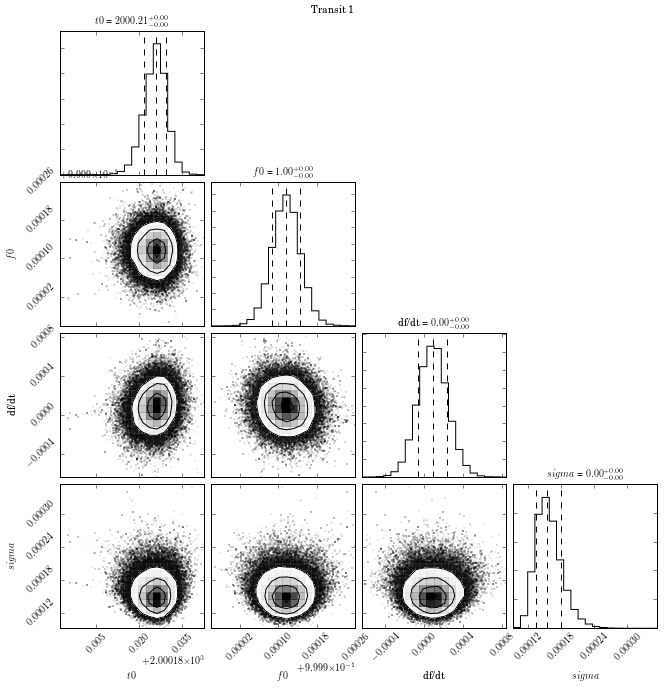 Transit 1
t0 = 2000.21+0.00−0.00
0.00026
f0 = 1.00+0.00−0.00
0.00018
f0
0.00010
0.00002
df/dt = 0.00+0.00−0.00
0.0008
0.0004
df/dt
0.0000
−0.0004
sigma = 0.00+0.00−0.00
0.00030
0.00024
sigma
0.00018
0.00012
0.005 0.020 0.035 0.00002 0.00010 0.00018 0.00026 −0.0004 0.0000 0.0004 0.0008 0.00012 0.00018 0.00024 0.00030
+2.00018×10³ +9.999×10⁻¹
t0 f0 df/dt sigma